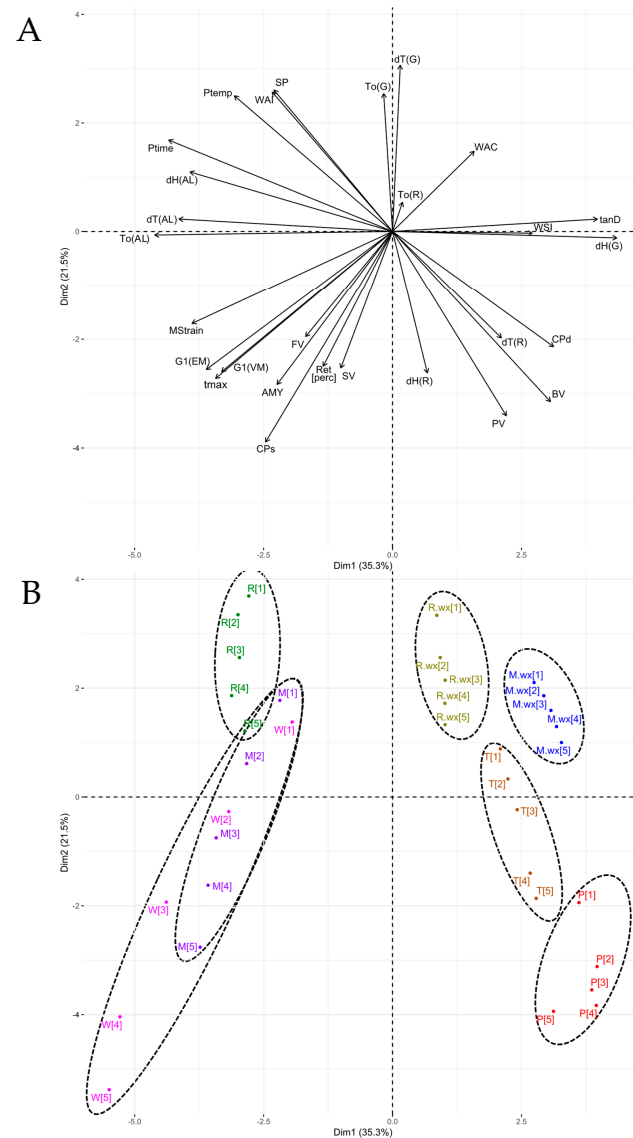 A
4
dT(G)
SP
To(G)
Ptemp
WAI
2
Ptime
WAC
dH(AL)
To(R)
dT(AL)
tanD
WSI
0
To(AL)
dH(G)
Dim2 (21.5%)
MStrain
FV
CPd
dT(R)
-2
G1(EM)
G1(VM)
Ret
[perc]
SV
tmax
dH(R)
AMY
BV
PV
CPs
-4
-5.0
-2.5
0.0
2.5
Dim1 (35.3%)
B
4
R[1]
R[2]
R.wx[1]
R[3]
R.wx[2]
R.wx[3]
M.wx[1]
M.wx[2]
2
R[4]
M[1]
R.wx[4]
M.wx[3]
M.wx[4]
R[5]
W[1]
R.wx[5]
M.wx[5]
M[2]
T[1]
T[2]
0
W[2]
T[3]
M[3]
Dim2 (21.5%)
M[4]
T[4]
W[3]
T[5]
P[1]
-2
M[5]
P[2]
P[3]
-4
W[4]
P[5]
P[4]
W[5]
-5.0
-2.5
0.0
2.5
Dim1 (35.3%)